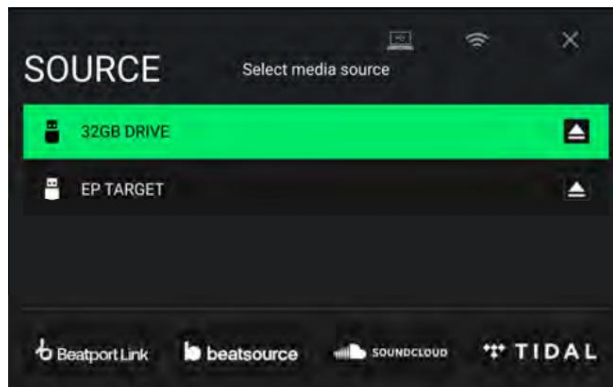 SOURCE
Select media source
32GB DRIVE
EP TARGET
Beatport Link beatsource SOUNDCLOUD TIDAL